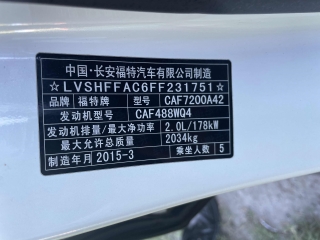 中国·长安福特汽车有限公司制造
☆LVSHFFAC6FF231751☆
品牌 福特牌 型号 CAF7200A42
发动机型号 CAF488WQ4
发动机排量/最大净功率 2.0L/178kW
最大允许总质量 2034kg
制造年月 2015-3 乘坐人数 5